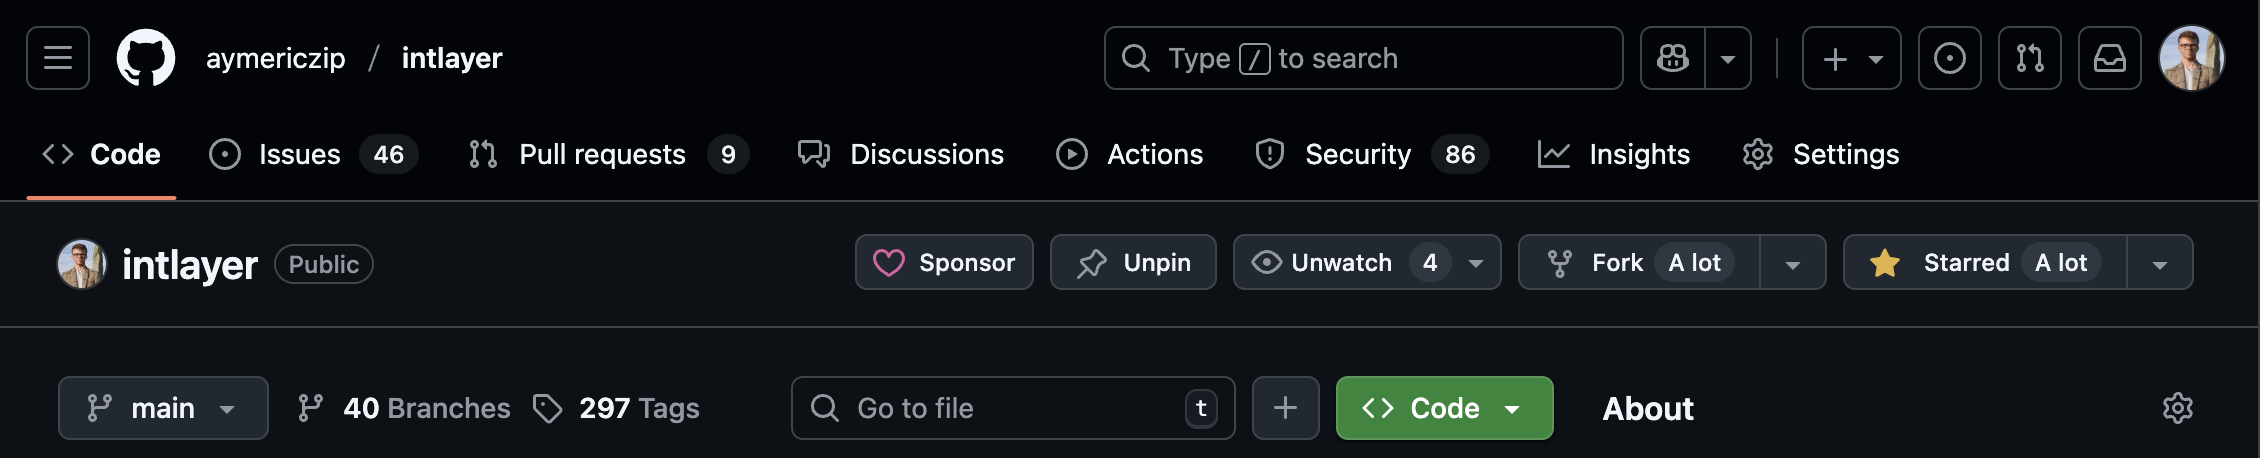 aymericzip / intlayer Type / to search
Code Issues 46 Pull requests 9 Discussions Actions Security 86 Insights Settings
intlayer Public Sponsor Unpin Unwatch 4 Fork A lot Starred A lot
main 40 Branches 297 Tags Go to file t Code About